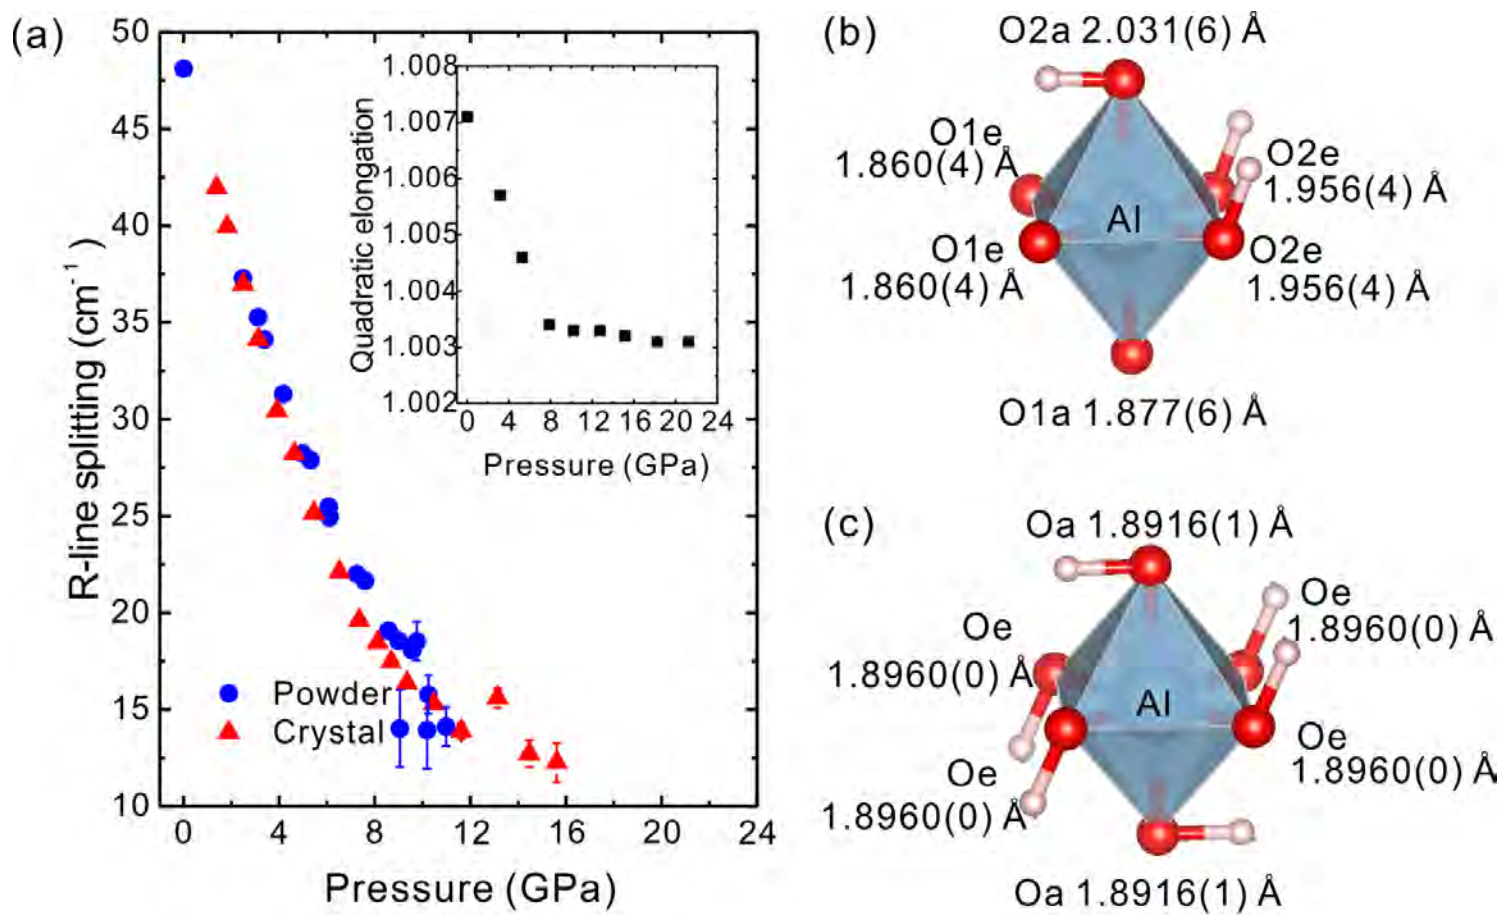 (a)
50
45
40
35
30
25
20
15
10
R-line splitting (cm-1)
0 4 8 12 16 20 24
Pressure (GPa)
Powder
Crystal
1.008
1.007
1.006
1.005
1.004
1.003
1.002
Quadratic elongation
0 4 8 12 16 20 24
Pressure (GPa)
(b)
O2a 2.031(6) Å
O1e
1.860(4) Å
O2e
1.956(4) Å
Al
O1e
1.860(4) Å
O2e
1.956(4) Å
O1a 1.877(6) Å
(c)
Oa 1.8916(1) Å
Oe
1.8960(0) Å
Oe
1.8960(0) Å
Al
Oe
1.8960(0) Å
Oe
1.8960(0) Å
Oa 1.8916(1) Å